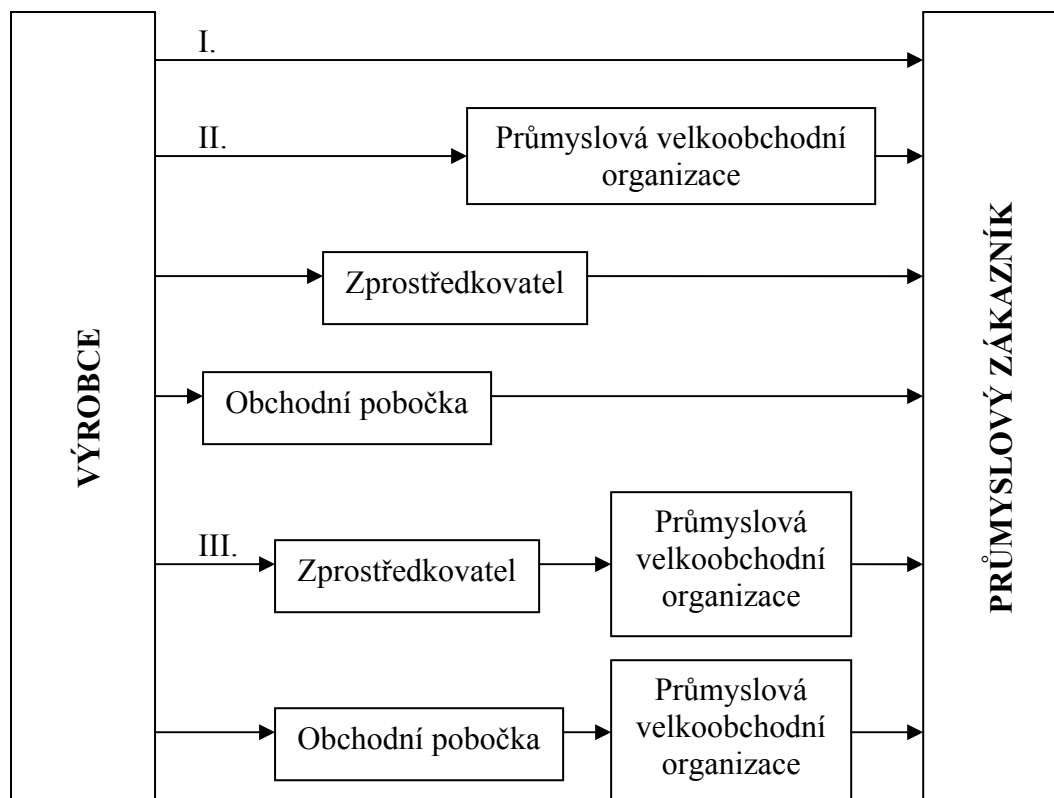 VÝROBCE
I.
II.
Průmyslová velkoobchodní
organizace
Zprostředkovatel
Obchodní pobočka
III.
Zprostředkovatel
Průmyslová
velkoobchodní
organizace
Obchodní pobočka
Průmyslová
velkoobchodní
organizace
PRŮMYSLOVÝ ZÁKAZNÍK